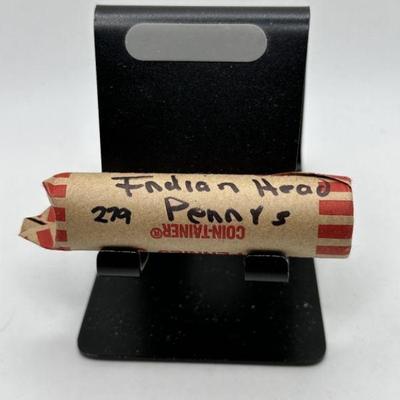 Indian Head
279 Pennys
COIN-TAINER®